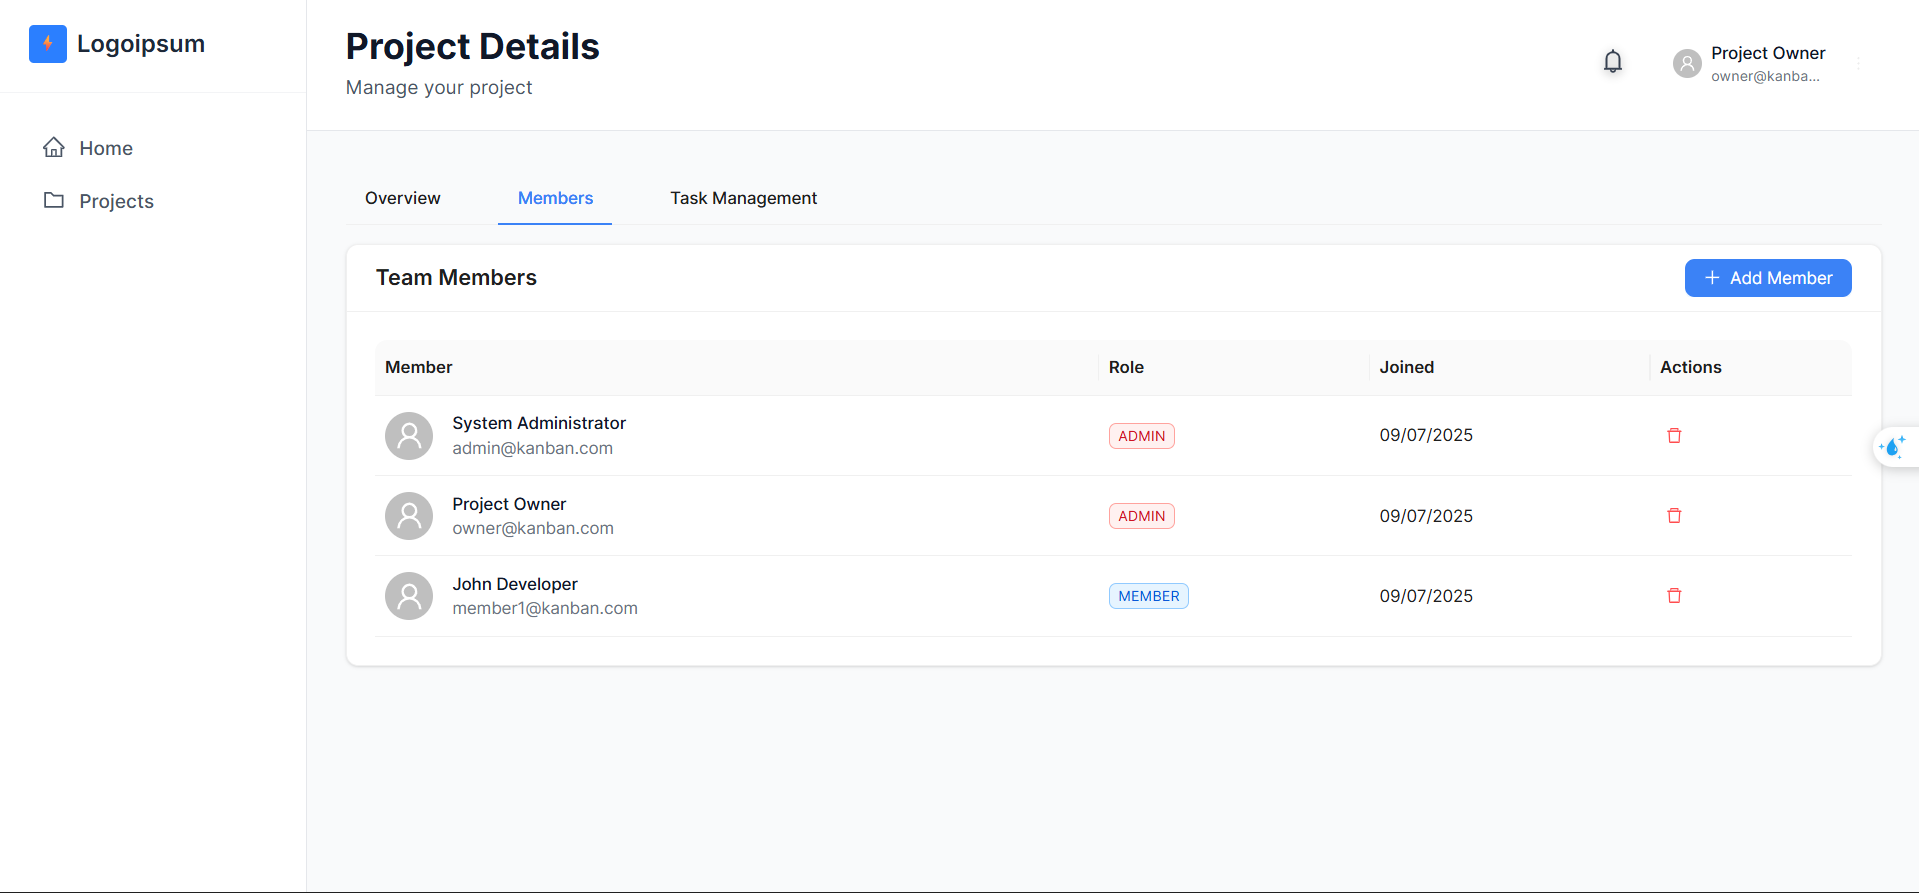 Logoipsum
Home
Projects
Project Details
Manage your project
Project Owner
owner@kanba...
Overview
Members
Task Management
Team Members
Add Member
Member
Role
Joined
Actions
System Administrator
admin@kanban.com
ADMIN
09/07/2025
Project Owner
owner@kanban.com
ADMIN
09/07/2025
John Developer
member1@kanban.com
MEMBER
09/07/2025